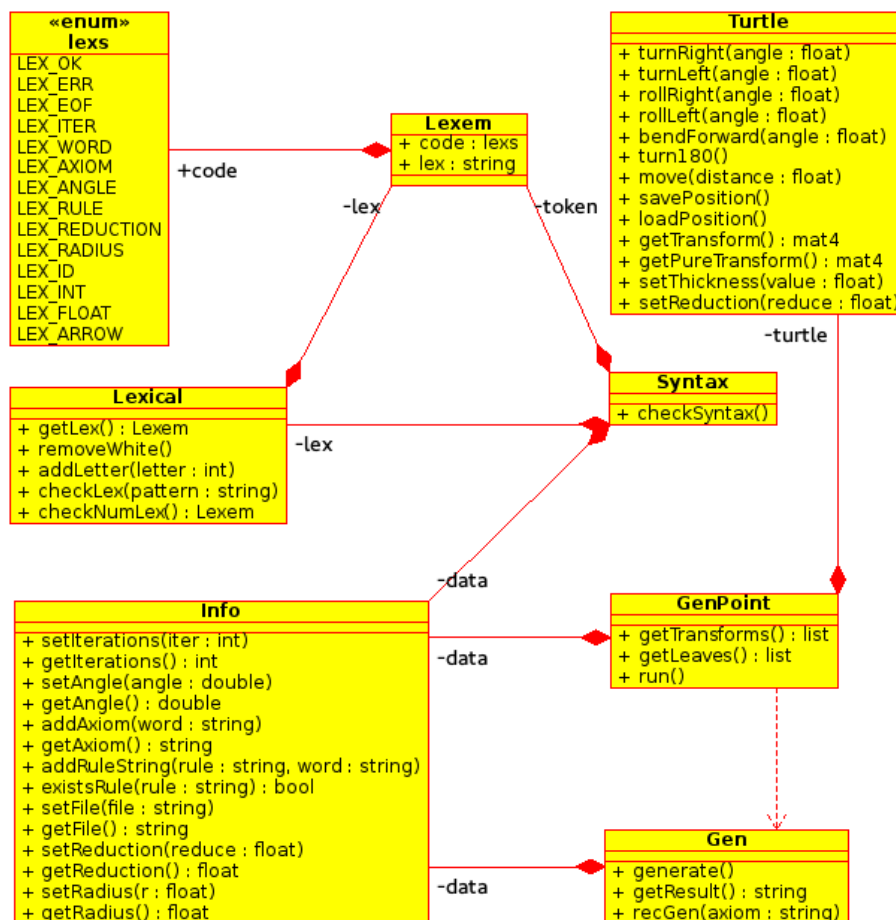 «enum»
lexs
LEX_OK
LEX_ERR
LEX_EOF
LEX_ITER
LEX_WORD
LEX_AXIOM
LEX_ANGLE
LEX_RULE
LEX_REDUCTION
LEX_RADIUS
LEX_ID
LEX_INT
LEX_FLOAT
LEX_ARROW
+code
Lexem
+ code : lexs
+ lex : string
-lex
-token
Turtle
+ turnRight(angle : float)
+ turnLeft(angle : float)
+ rollRight(angle : float)
+ rollLeft(angle : float)
+ bendForward(angle : float)
+ turn180()
+ move(distance : float)
+ savePosition()
+ loadPosition()
+ getTransform() : mat4
+ getPureTransform() : mat4
+ setThickness(value : float)
+ setReduction(reduce : float)
-turtle
Lexical
+ getLex() : Lexem
+ removeWhite()
+ addLetter(letter : int)
+ checkLex(pattern : string)
+ checkNumLex() : Lexem
-lex
Syntax
+ checkSyntax()
-data
Info
+ setIterations(iter : int)
+ getIterations() : int
+ setAngle(angle : double)
+ getAngle() : double
+ addAxiom(word : string)
+ getAxiom() : string
+ addRuleString(rule : string, word : string)
+ existsRule(rule : string) : bool
+ setFile(file : string)
+ getFile() : string
+ setReduction(reduce : float)
+ getReduction() : float
+ setRadius(r : float)
+ getRadius() : float
-data
GenPoint
+ getTransforms() : list
+ getLeaves() : list
+ run()
-data
Gen
+ generate()
+ getResult() : string
+ recGen(axiom : string)